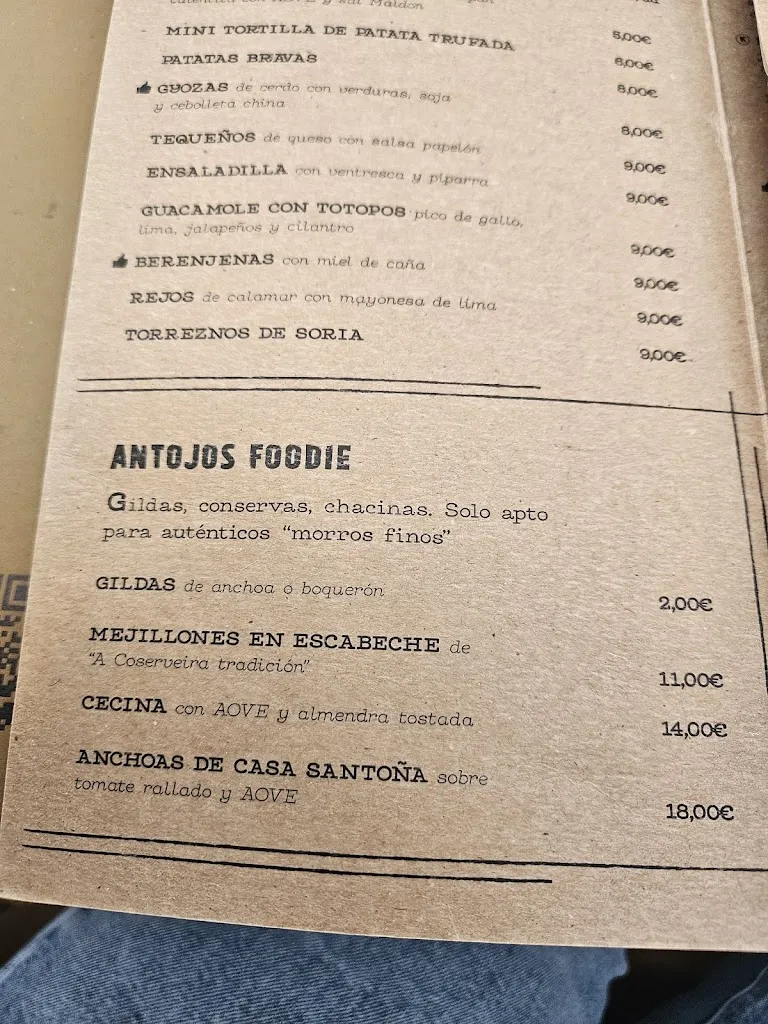 y sal Maldon
MINI TORTILLA DE PATATA TRUFADA 8,00€
PATATAS BRAVAS 8,00€
GYOZAS de cerdo con verduras, soja 8,00€
y cebolleta china
TEQUEÑOS de queso con salsa papelón 8,00€
ENSALADILLA con ventresca y piparra 9,00€
GUACAMOLE CON TOTOPOS pico de gallo, 9,00€
lima, jalapeños y cilantro
BERENJENAS con miel de caña 9,00€
9,00€
REJOS de calamar con mayonesa de lima 9,00€
TORREZNOS DE SORIA 9,00€
ANTOJOS FOODIE
Gildas, conservas, chacinas. Solo apto
para auténticos “morros finos”
GILDAS de anchoa o boquerón 2,00€
MEJILLONES EN ESCABECHE de
“A Coserveira tradición” 11,00€
CECINA con AOVE y almendra tostada 14,00€
ANCHOAS DE CASA SANTOÑA sobre
tomate rallado y AOVE 18,00€